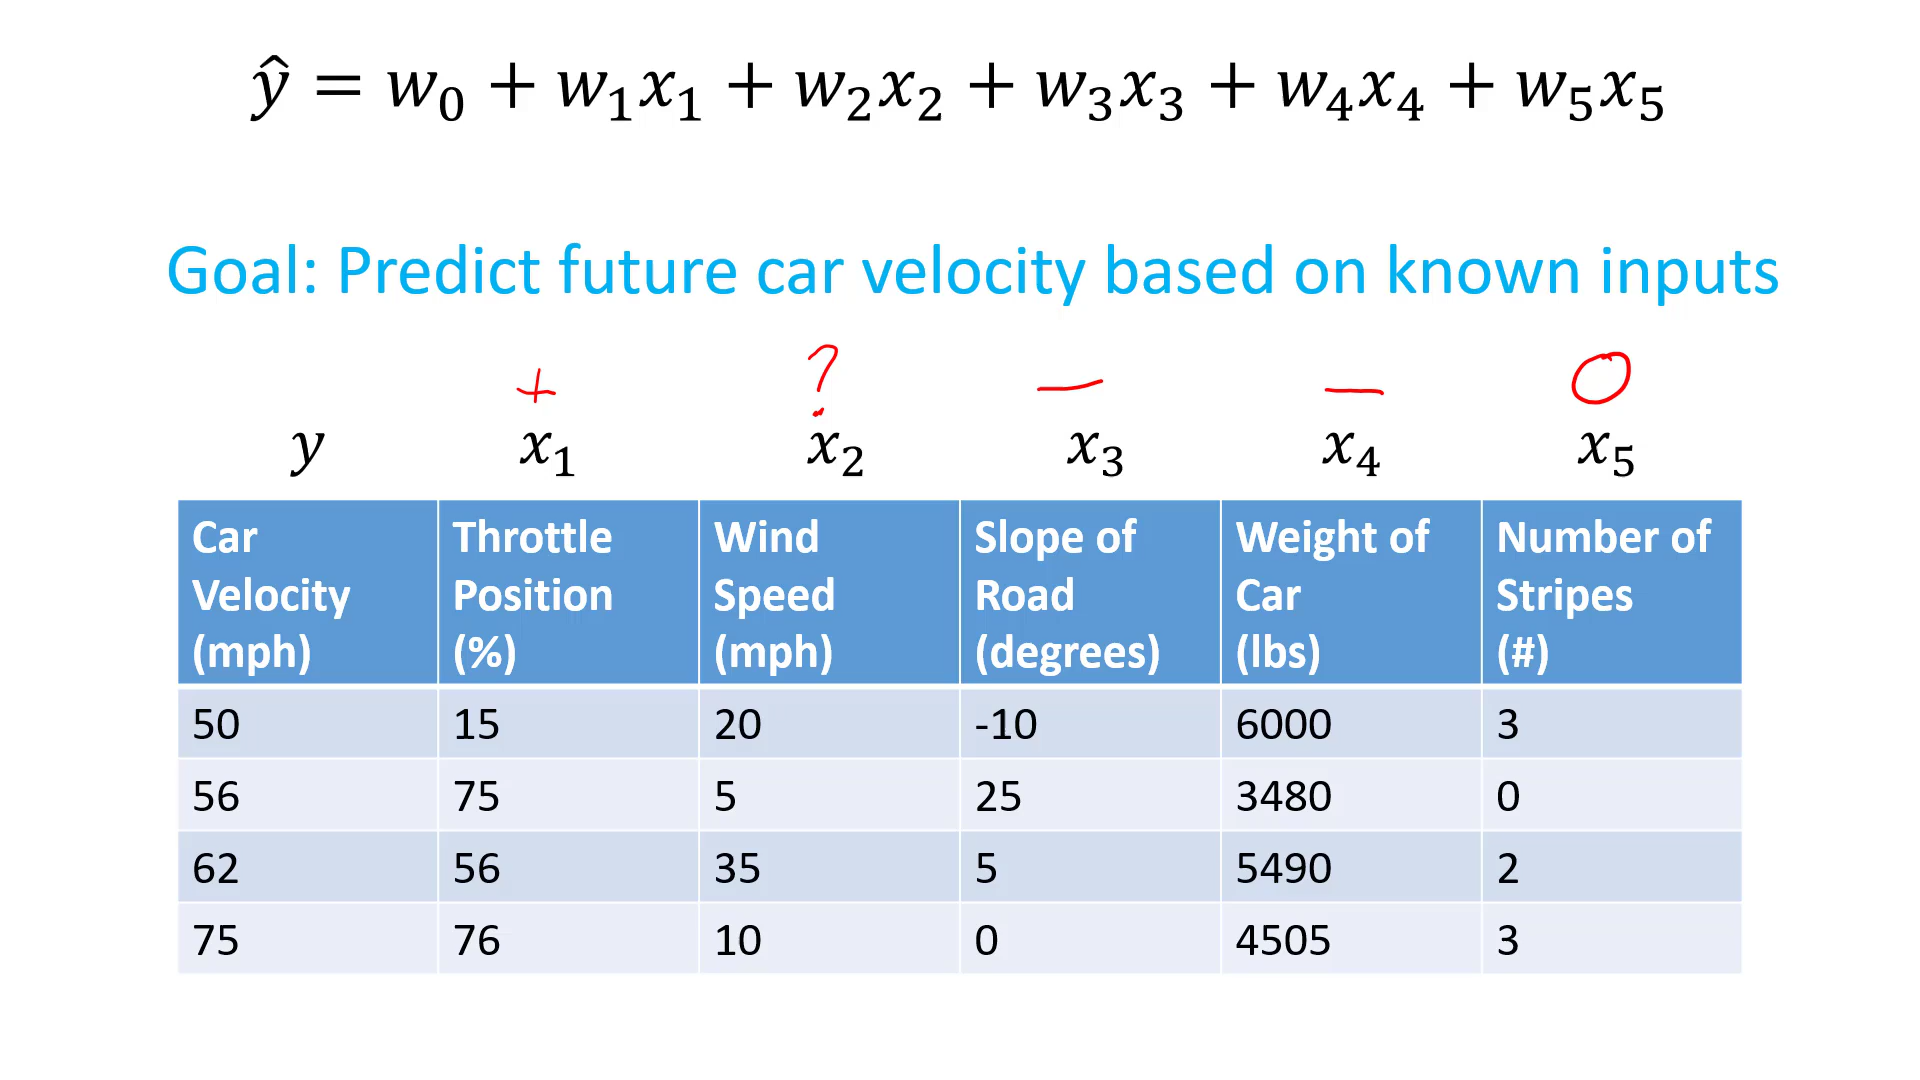 ŷ = w₀ + w₁x₁ + w₂x₂ + w₃x₃ + w₄x₄ + w₅x₅
Goal: Predict future car velocity based on known inputs
+ ? — — O
y x₁ x₂ x₃ x₄ x₅
Car Velocity (mph) Throttle Position (%) Wind Speed (mph) Slope of Road (degrees) Weight of Car (lbs) Number of Stripes (#)
50 15 20 -10 6000 3
56 75 5 25 3480 0
62 56 35 5 5490 2
75 76 10 0 4505 3